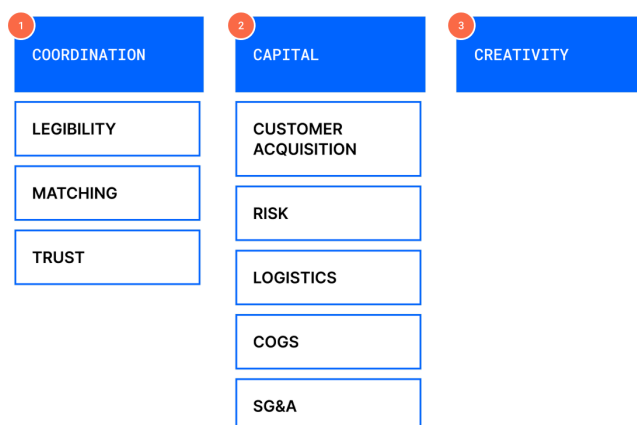 1
COORDINATION
LEGIBILITY
MATCHING
TRUST
2
CAPITAL
CUSTOMER
ACQUISITION
RISK
LOGISTICS
COGS
SG&A
3
CREATIVITY